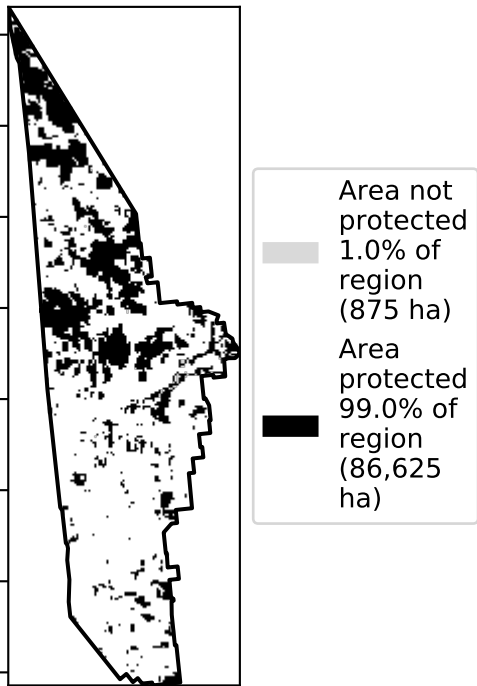 Area not
protected
1.0% of
region
(875 ha)
Area
protected
99.0% of
region
(86,625
ha)